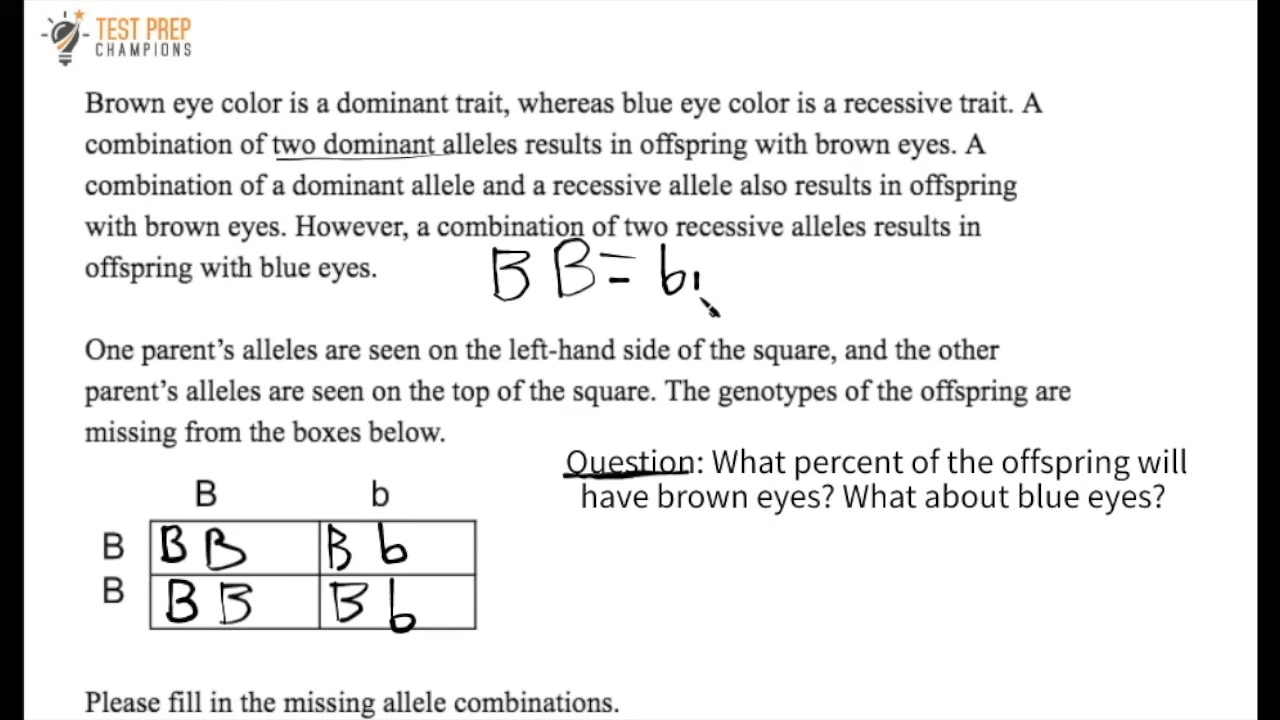 TEST PREP
CHAMPIONS
Brown eye color is a dominant trait, whereas blue eye color is a recessive trait. A
combination of two dominant alleles results in offspring with brown eyes. A
combination of a dominant allele and a recessive allele also results in offspring
with brown eyes. However, a combination of two recessive alleles results in
offspring with blue eyes.
B B =
One parent’s alleles are seen on the left-hand side of the square, and the other
parent’s alleles are seen on the top of the square. The genotypes of the offspring are
missing from the boxes below.
Question: What percent of the offspring will
have brown eyes? What about blue eyes?
B b
B B B B b
B B B B b
Please fill in the missing allele combinations.